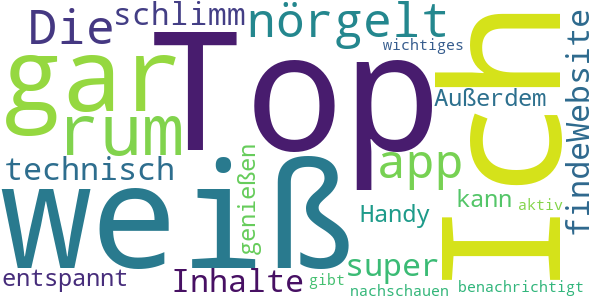 Die
schlimm
nörgelt
wichtiges
Top
gar
rum
Außerdem
Ich
findeWebsite
technisch
weiß
genießen
app
kann
aktiv
Handy
super
entspannt
Inhalte
gibt
nachschauen
benachrichtigt